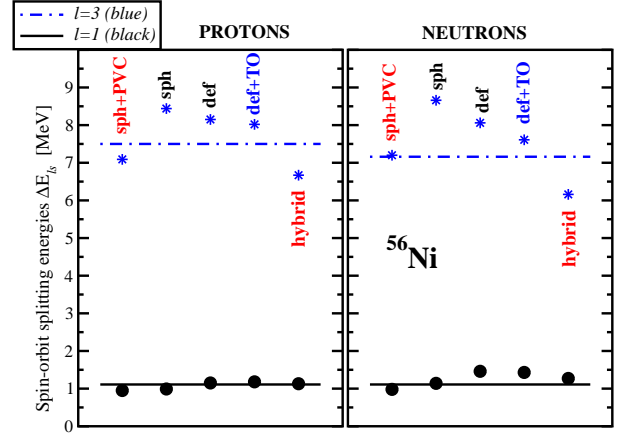 l=3 (blue)
l=1 (black)
PROTONS
NEUTRONS
Spin-orbit splitting energies ΔE_ls [MeV]
9
8
7
6
5
4
3
2
1
0
sph+PVC
sph
def
def+TO
hybrid
sph+PVC
sph
def
def+TO
hybrid
⁵⁶Ni